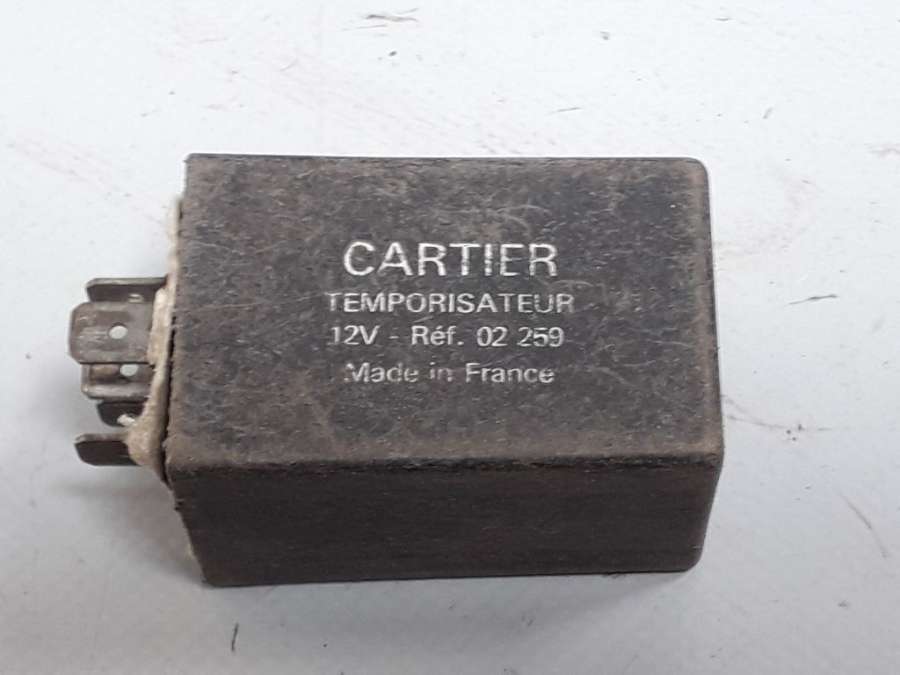 CARTIER
TEMPORISATEUR
12V - Réf. 02 259
Made in France